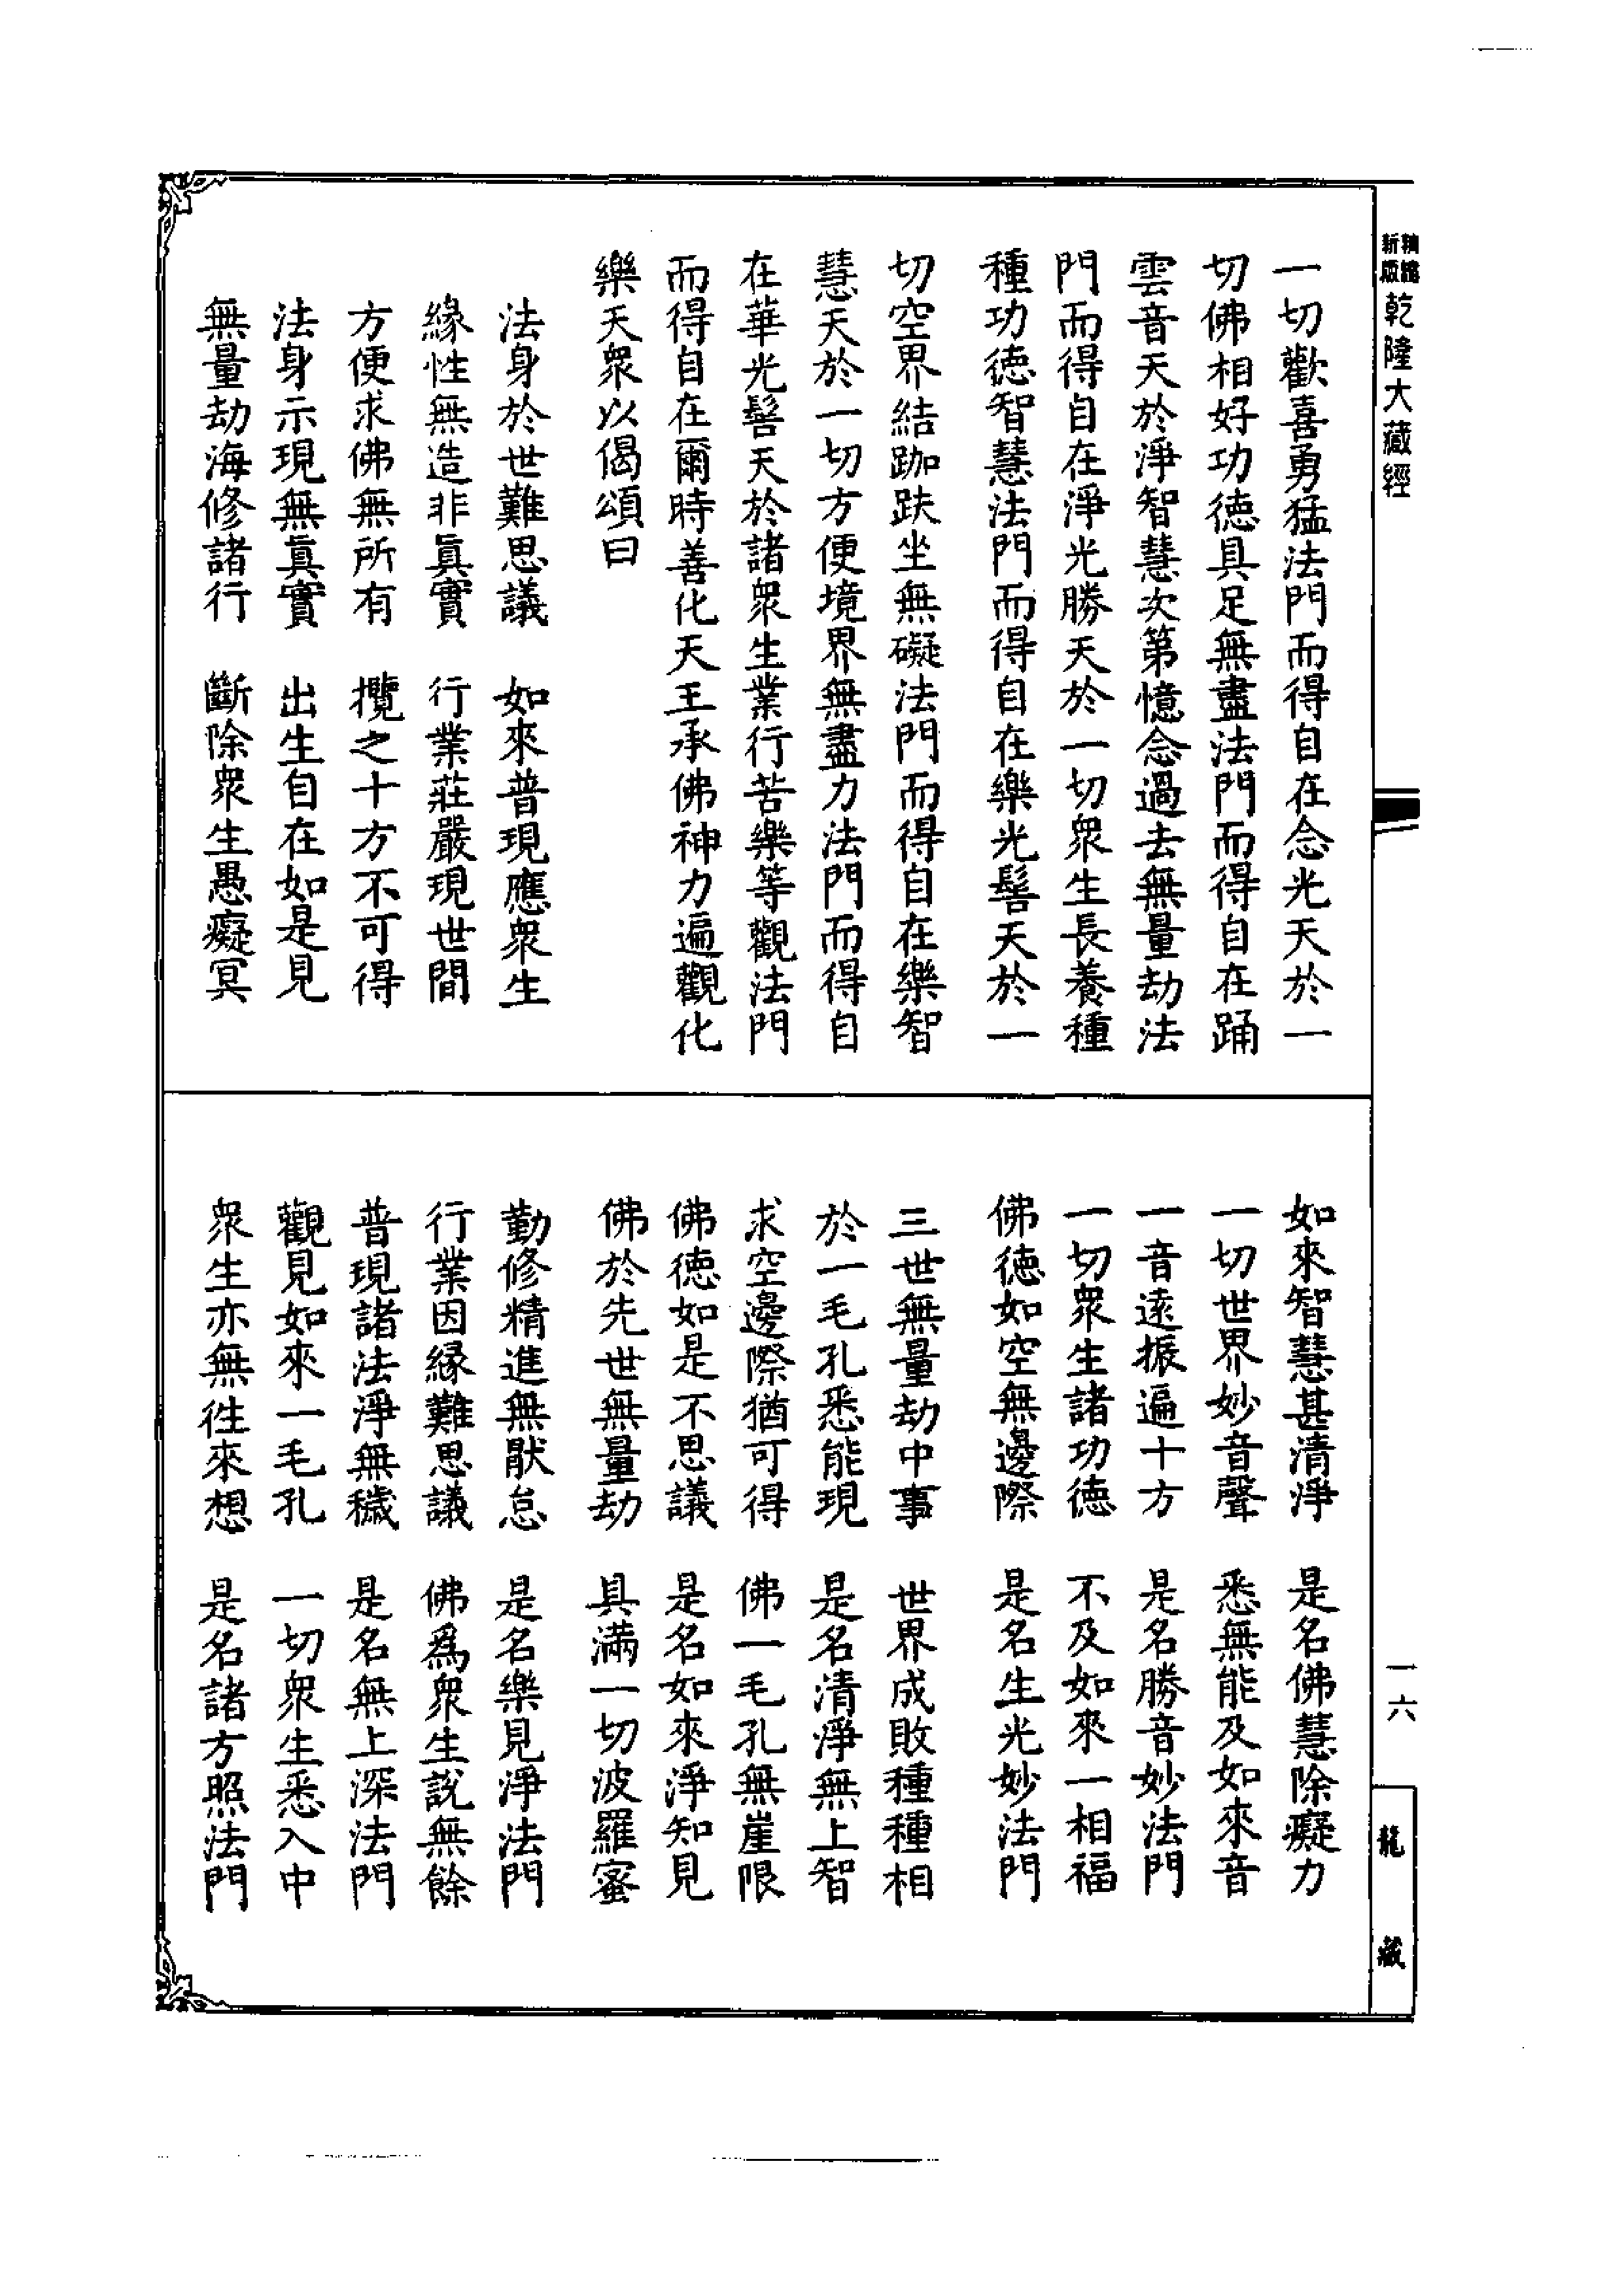 新版
精縮
乾隆大藏經
一切歡喜勇猛法門而得自在念光天於一
切佛相好功德具足無盡法門而得自在踊
雲音天於淨智慧次第憶念過去無量劫法
門而得自在淨光勝天於一切眾生長養種
種功德智慧法門而得自在樂光髻天於一
切空界結跏趺坐無礙法門而得自在樂智
慧天於一切方便境界無盡力法門而得自
在華光髻天於諸眾生業行苦樂等觀法門
而得自在爾時善化天王承佛神力遍觀化
樂天眾以偈頌曰
法身於世難思議　如來普現應眾生
緣性無造非真實　行業莊嚴現世間
方便求佛無所有　攬之十方不可得
法身示現無真實　出生自在如是見
無量劫海修諸行　斷除眾生愚癡冥
如來智慧甚清淨　是名佛慧除癡力
一切世界妙音聲　悉無能及如來音
一音遠振遍十方　是名勝音妙法門
一切眾生諸功德　不及如來一相福
佛德如空無邊際　是名生光妙法門
三世無量劫中事　世界成敗種種相
於一毛孔悉能現　是名清淨無上智
求空邊際猶可得　佛一毛孔無崖限
佛德如是不思議　是名如來淨知見
佛於先世無量劫　具滿一切波羅蜜
勤修精進無厭怠　是名樂見淨法門
行業因緣難思議　佛為眾生說無餘
普現諸法淨無穢　是名無上深法門
觀見如來一毛孔　一切眾生悉入中
眾生亦無往來想　是名諸方照法門
一六
龍藏